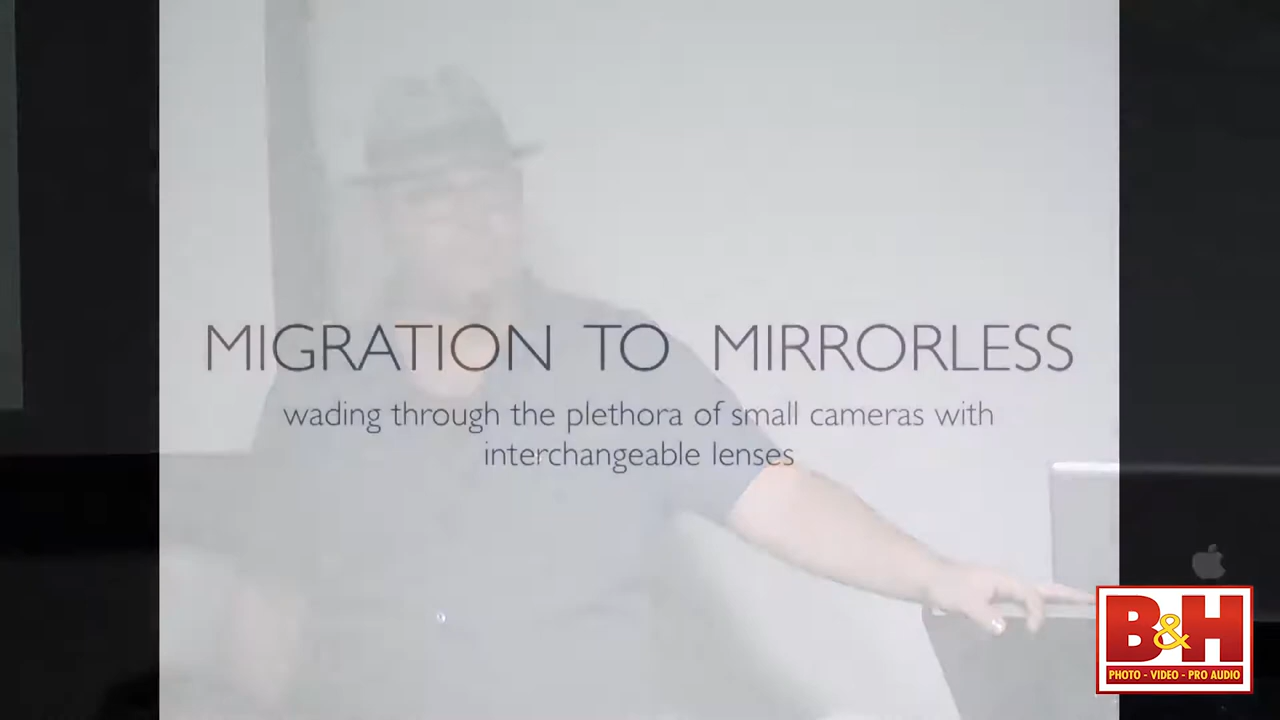 MIGRATION TO MIRRORLESS
wading through the plethora of small cameras with
interchangeable lenses
B&H
PHOTO - VIDEO - PRO AUDIO